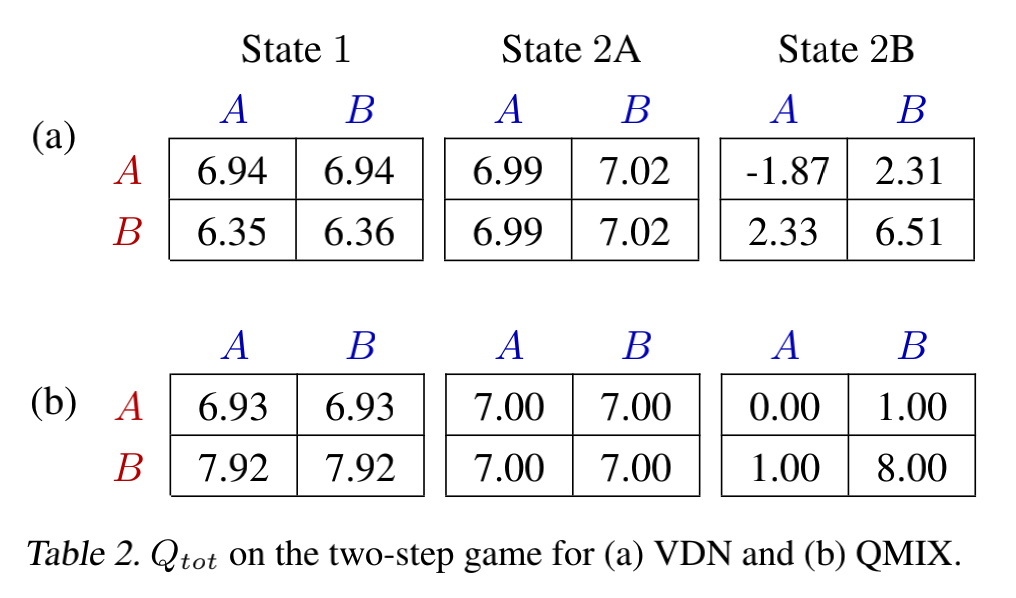 State 1 State 2A State 2B
A B A B A B
(a)
A 6.94 6.94 6.99 7.02 -1.87 2.31
B 6.35 6.36 6.99 7.02 2.33 6.51
A B A B A B
(b) A 6.93 6.93 7.00 7.00 0.00 1.00
B 7.92 7.92 7.00 7.00 1.00 8.00
Table 2. Qtot on the two-step game for (a) VDN and (b) QMIX.